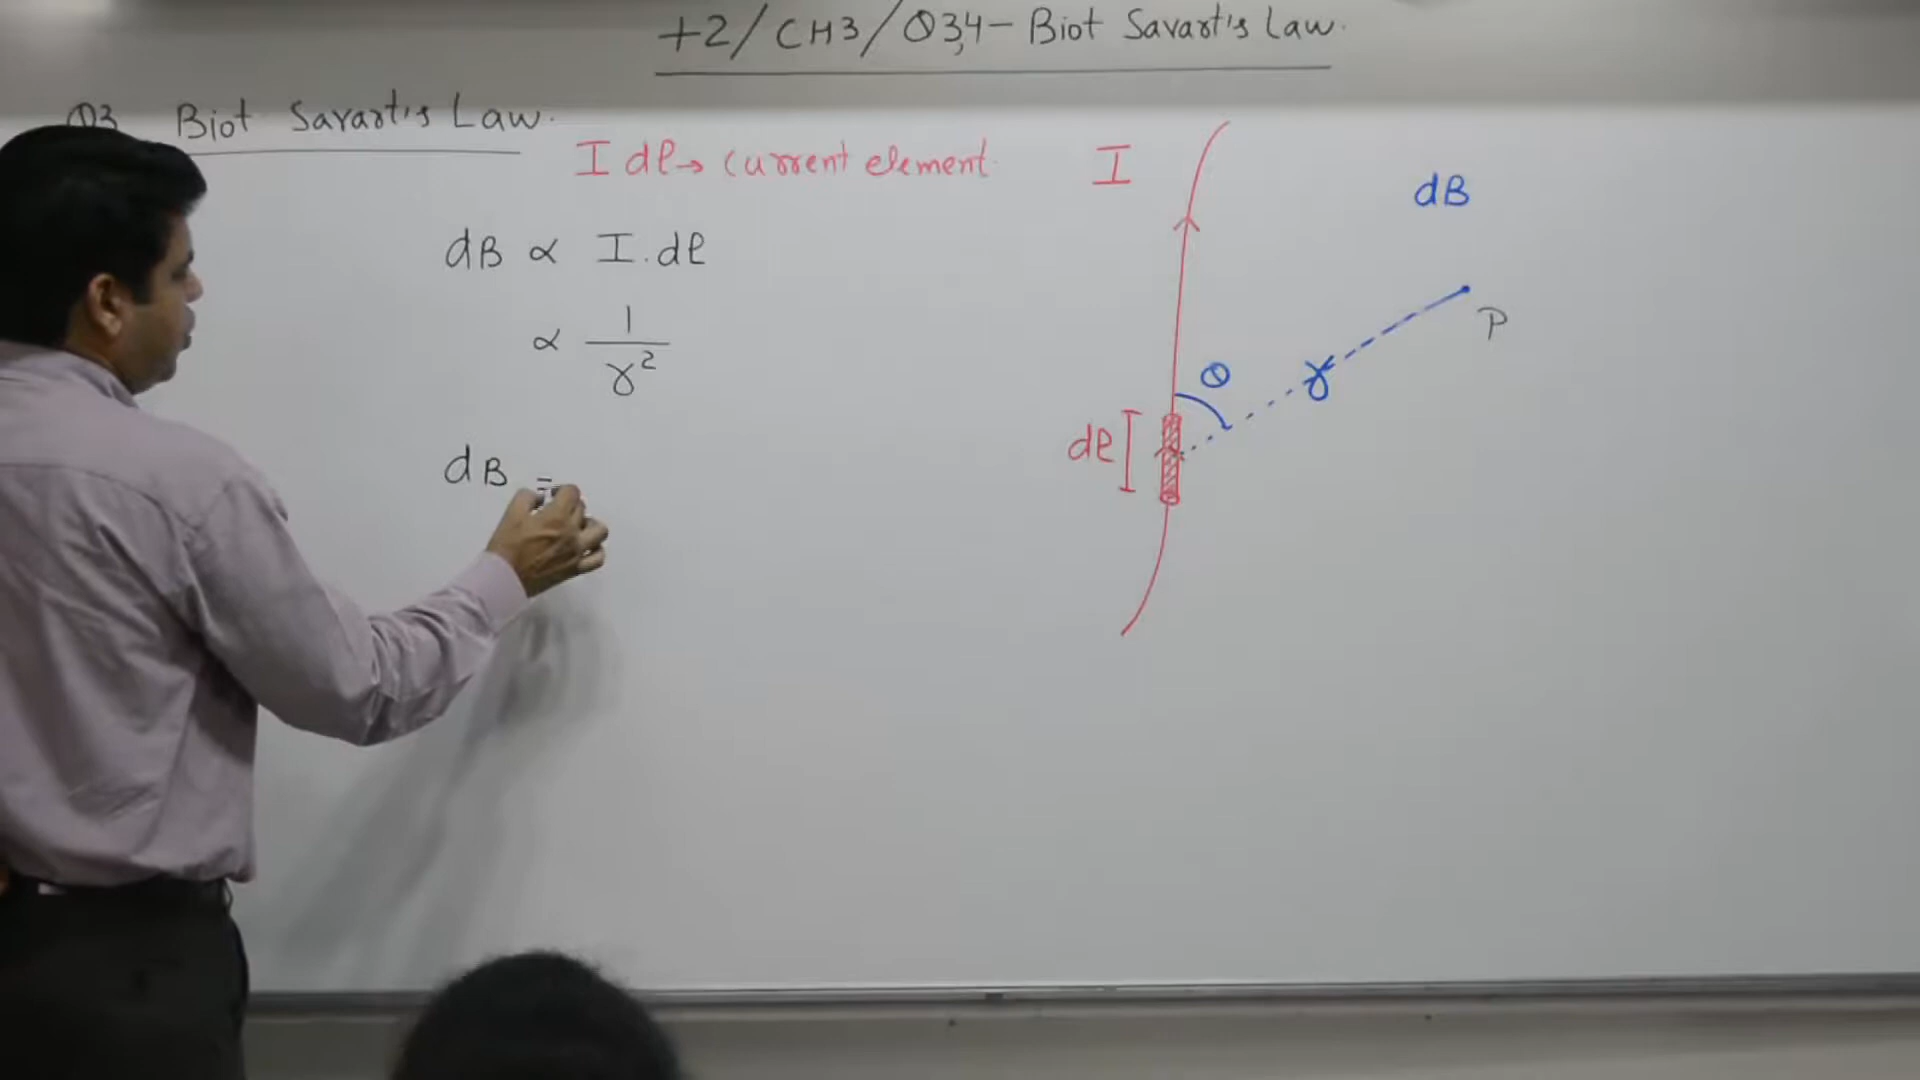 +2/CH3/Q3,4 - Biot Savart's Law.
Q3 Biot Savart's Law.
I dl → current element
I
dB
dB ∝ I.dl
∝ 1/r²
P
θ
r
dl
dB =